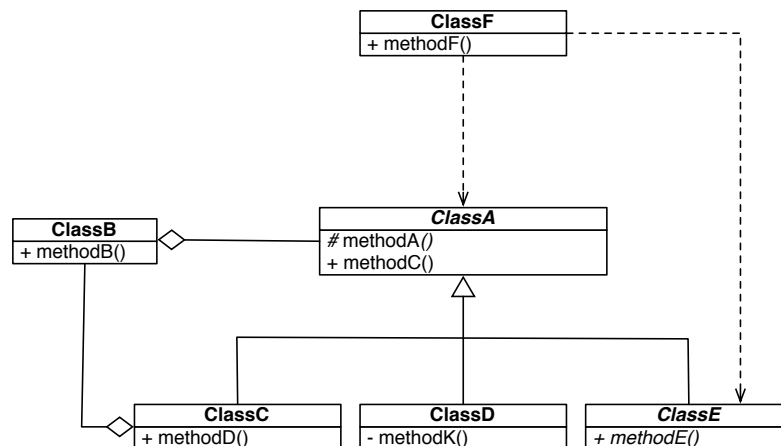 ClassF
+ methodF()
ClassA
# methodA()
+ methodC()
ClassB
+ methodB()
ClassC
+ methodD()
ClassD
- methodK()
ClassE
+ methodE()